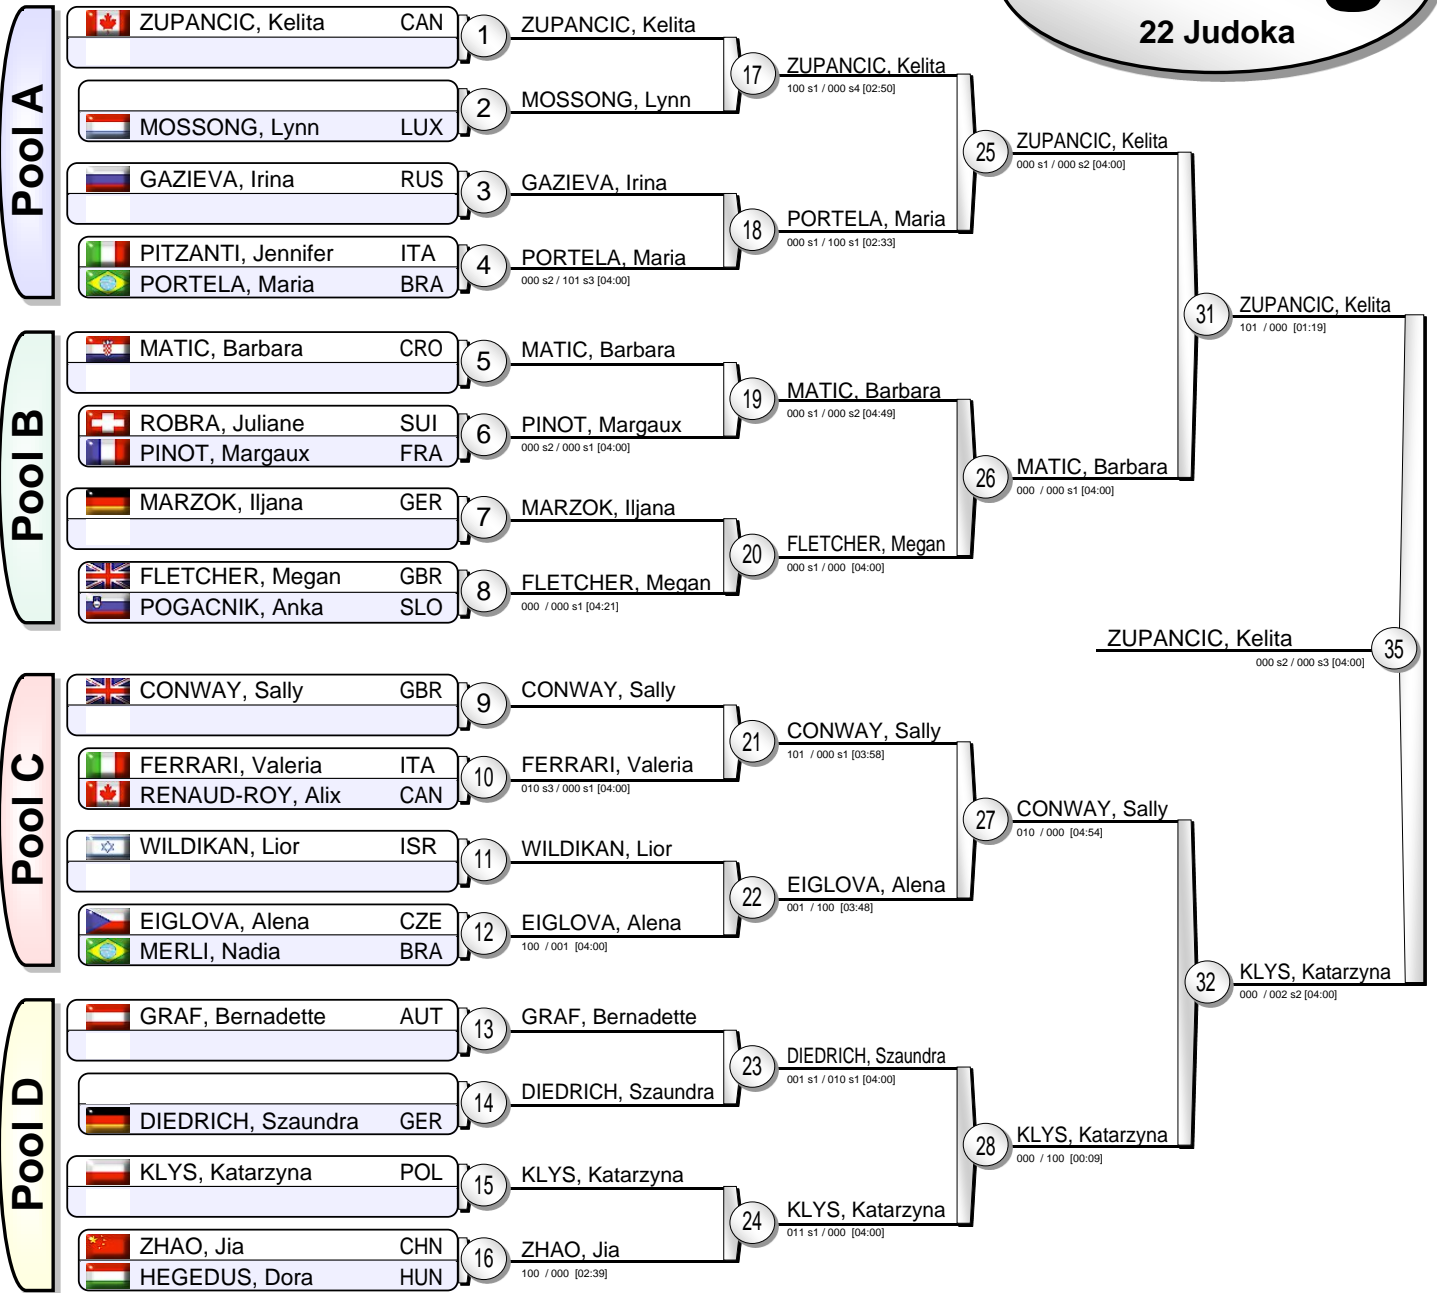 22 Judoka
Pool A
ZUPANCIC, Kelita CAN
1
ZUPANCIC, Kelita
2
MOSSONG, Lynn LUX
MOSSONG, Lynn
17
ZUPANCIC, Kelita
100 s1 / 000 s4 [02:50]
GAZIEVA, Irina RUS
3
GAZIEVA, Irina
PITZANTI, Jennifer ITA
PORTELA, Maria BRA
4
PORTELA, Maria
000 s2 / 101 s3 [04:00]
18
PORTELA, Maria
000 s1 / 100 s1 [02:33]
25
ZUPANCIC, Kelita
000 s1 / 000 s2 [04:00]
Pool B
MATIC, Barbara CRO
5
MATIC, Barbara
ROBRA, Juliane SUI
PINOT, Margaux FRA
6
PINOT, Margaux
000 s2 / 000 s1 [04:00]
19
MATIC, Barbara
000 s1 / 000 s2 [04:49]
MARZOK, Iljana GER
7
MARZOK, Iljana
FLETCHER, Megan GBR
POGACNIK, Anka SLO
8
FLETCHER, Megan
000 / 000 s1 [04:21]
20
FLETCHER, Megan
000 s1 / 000 [04:00]
26
MATIC, Barbara
000 / 000 s1 [04:00]
31
ZUPANCIC, Kelita
101 / 000 [01:19]
ZUPANCIC, Kelita
000 s2 / 000 s3 [04:00]
35
Pool C
CONWAY, Sally GBR
9
CONWAY, Sally
FERRARI, Valeria ITA
RENAUD-ROY, Alix CAN
10
FERRARI, Valeria
010 s3 / 000 s1 [04:00]
21
CONWAY, Sally
101 / 000 s1 [03:58]
WILDIKAN, Lior ISR
11
WILDIKAN, Lior
EIGLOVA, Alena CZE
MERLI, Nadia BRA
12
EIGLOVA, Alena
100 / 001 [04:00]
22
EIGLOVA, Alena
001 / 100 [03:48]
27
CONWAY, Sally
010 / 000 [04:54]
Pool D
GRAF, Bernadette AUT
13
GRAF, Bernadette
14
DIEDRICH, Szaundra GER
DIEDRICH, Szaundra
23
DIEDRICH, Szaundra
001 s1 / 010 s1 [04:00]
KLYS, Katarzyna POL
15
KLYS, Katarzyna
ZHAO, Jia CHN
HEGEDUS, Dora HUN
16
ZHAO, Jia
100 / 000 [02:39]
24
KLYS, Katarzyna
011 s1 / 000 [04:00]
28
KLYS, Katarzyna
000 / 100 [00:09]
32
KLYS, Katarzyna
000 / 002 s2 [04:00]